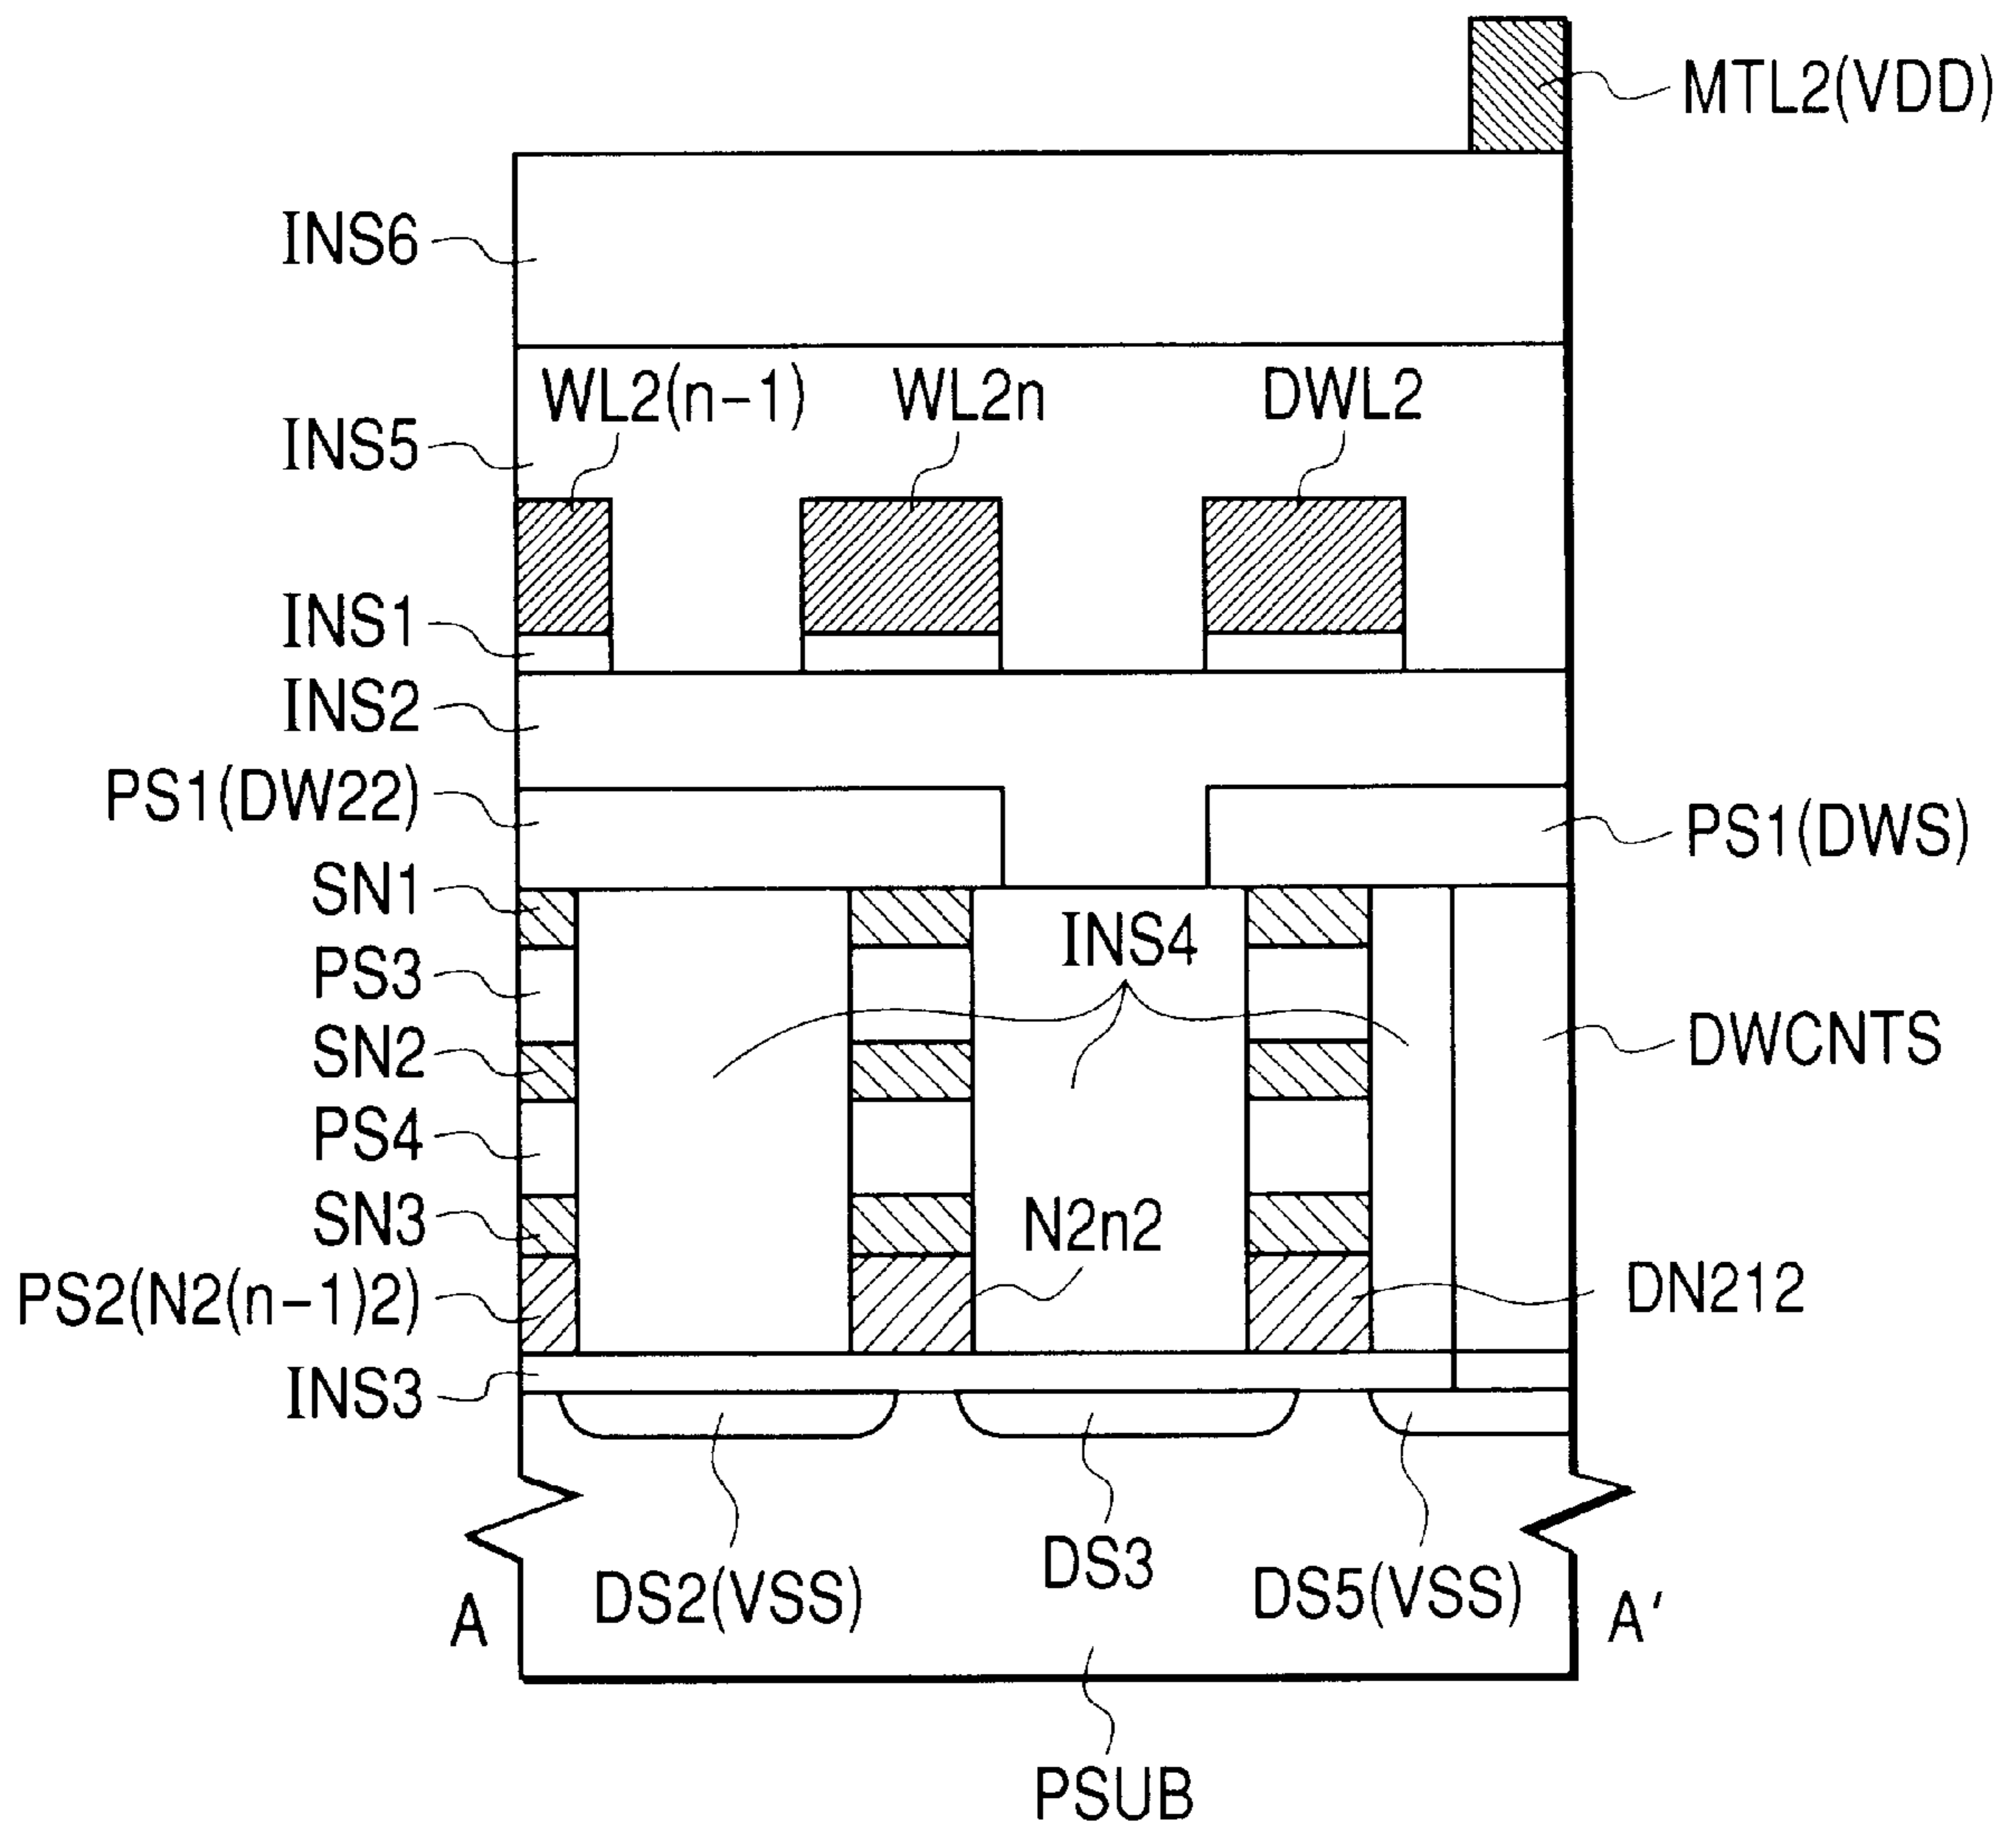 MTL2(VDD)
INS6
WL2(n-1)
WL2n
DWL2
INS5
INS1
INS2
PS1(DW22)
PS1(DWS)
SN1
INS4
PS3
SN2
DWCNTS
PS4
SN3
N2n2
PS2(N2(n-1)2)
DN212
INS3
DS3
DS2(VSS)
DS5(VSS)
A
A'
PSUB